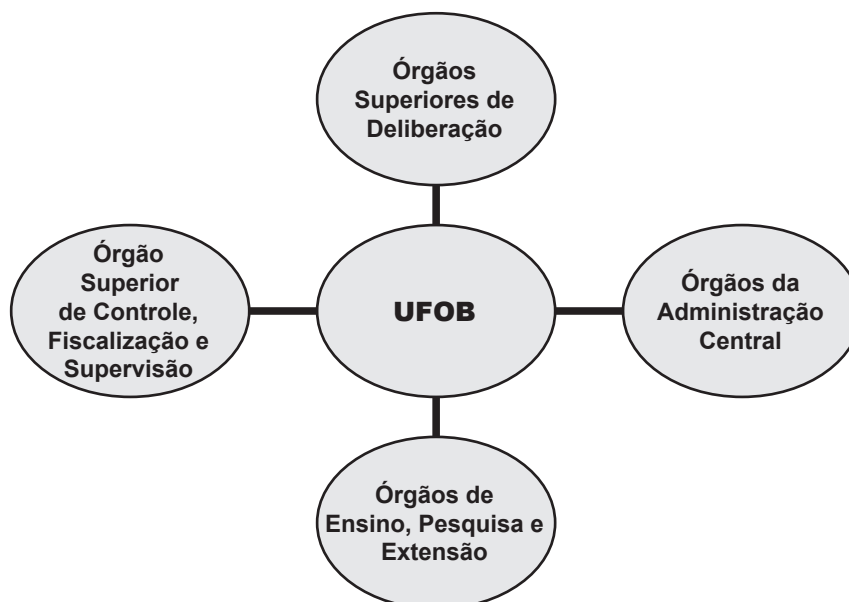 Órgãos
Superiores de
Deliberação
Órgão
Superior
de Controle,
Fiscalização e
Supervisão
UFOB
Órgãos da
Administração
Central
Órgãos de
Ensino, Pesquisa e
Extensão